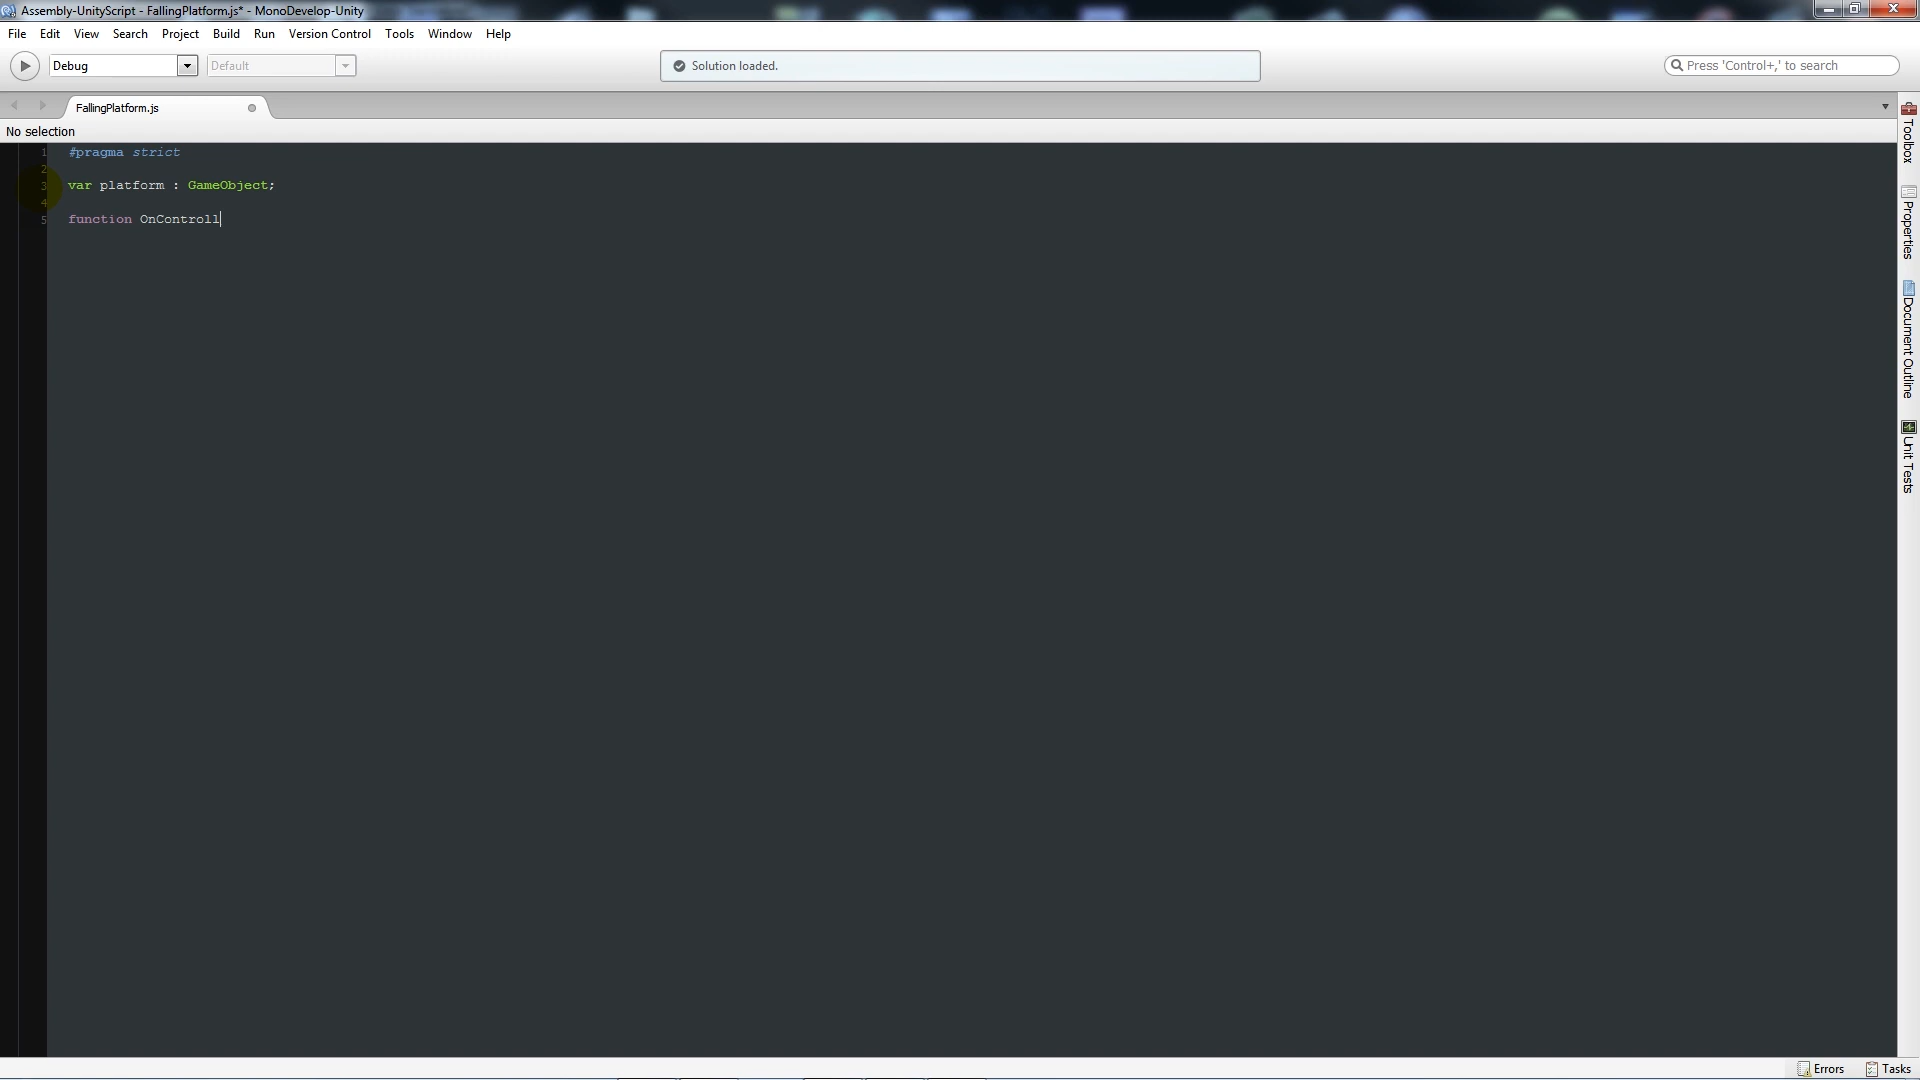 Assembly-UnityScript - FallingPlatform.js* - MonoDevelop-Unity
File Edit View Search Project Build Run Version Control Tools Window Help
Debug Default Solution loaded. Press 'Control+,' to search
FallingPlatform.js
No selection
1 #pragma strict
2
3 var platform : GameObject;
4
5 function OnControll
Toolbox
Properties
Document Outline
Unit Tests
Errors Tasks